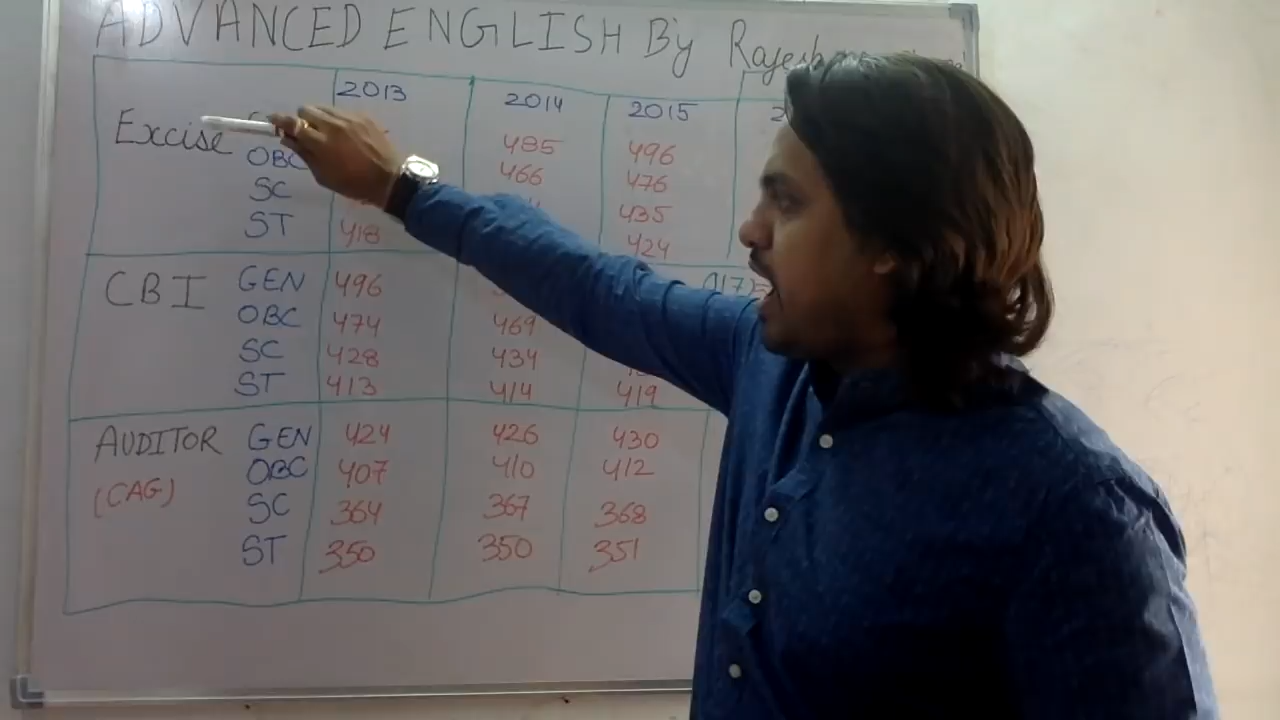 ADVANCED ENGLISH By
2013 2014 2015
Excise 485 496
OBC 466 476
SC 435
ST 418 424
CBI GEN 496
OBC 474 469
SC 428 434
ST 413 414 419
AUDITOR GEN 424 426 430
OBC 407 410 412
(CAG) SC 364 367 368
ST 350 350 351